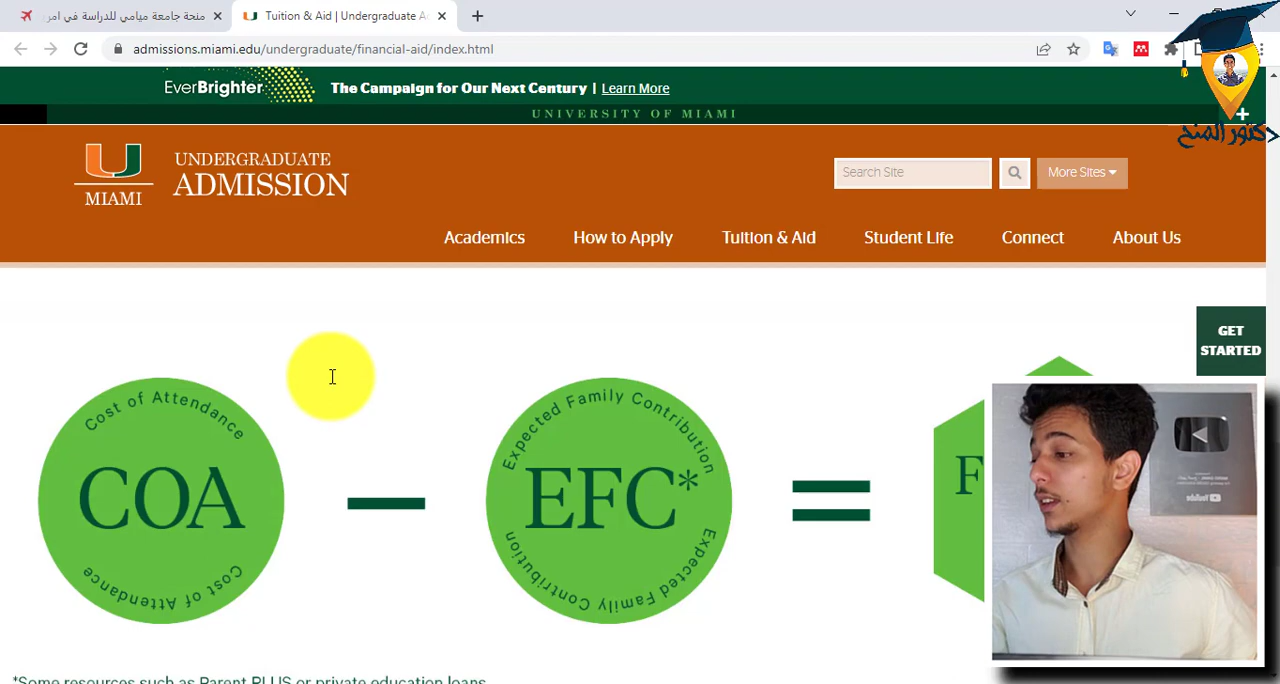 منحة جامعة ميامي للدراسة في امر
Tuition & Aid | Undergraduate A
admissions.miami.edu/undergraduate/financial-aid/index.html
EverBrighter
The Campaign for Our Next Century | Learn More
UNIVERSITY OF MIAMI
دكتور المنح
U
MIAMI
UNDERGRADUATE
ADMISSION
Search Site
More Sites
Academics
How to Apply
Tuition & Aid
Student Life
Connect
About Us
GET
STARTED
Cost of Attendance
COA
Cost of Attendance
–
Expected Family Contribution
EFC*
Expected Family Contribution
=
F
YouTube
*Some resources such as Parent PLUS or private education loans